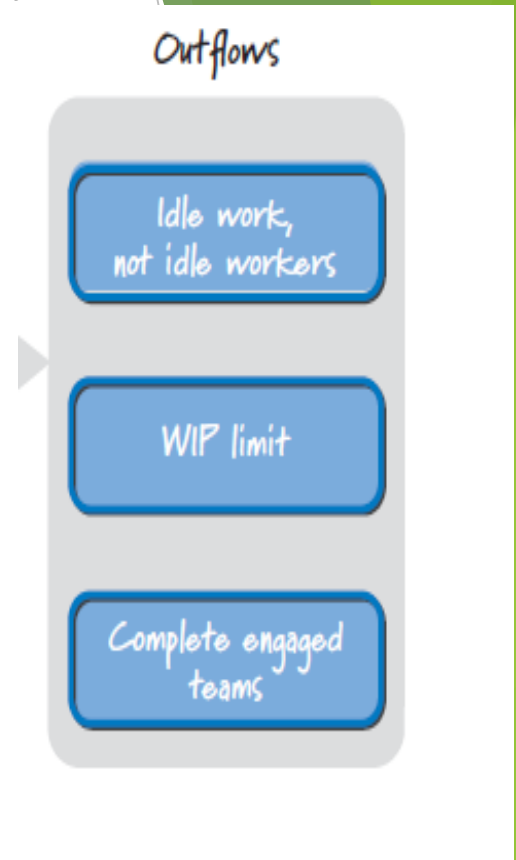 Outflows
Idle work,
not idle workers
WIP limit
Complete engaged
teams